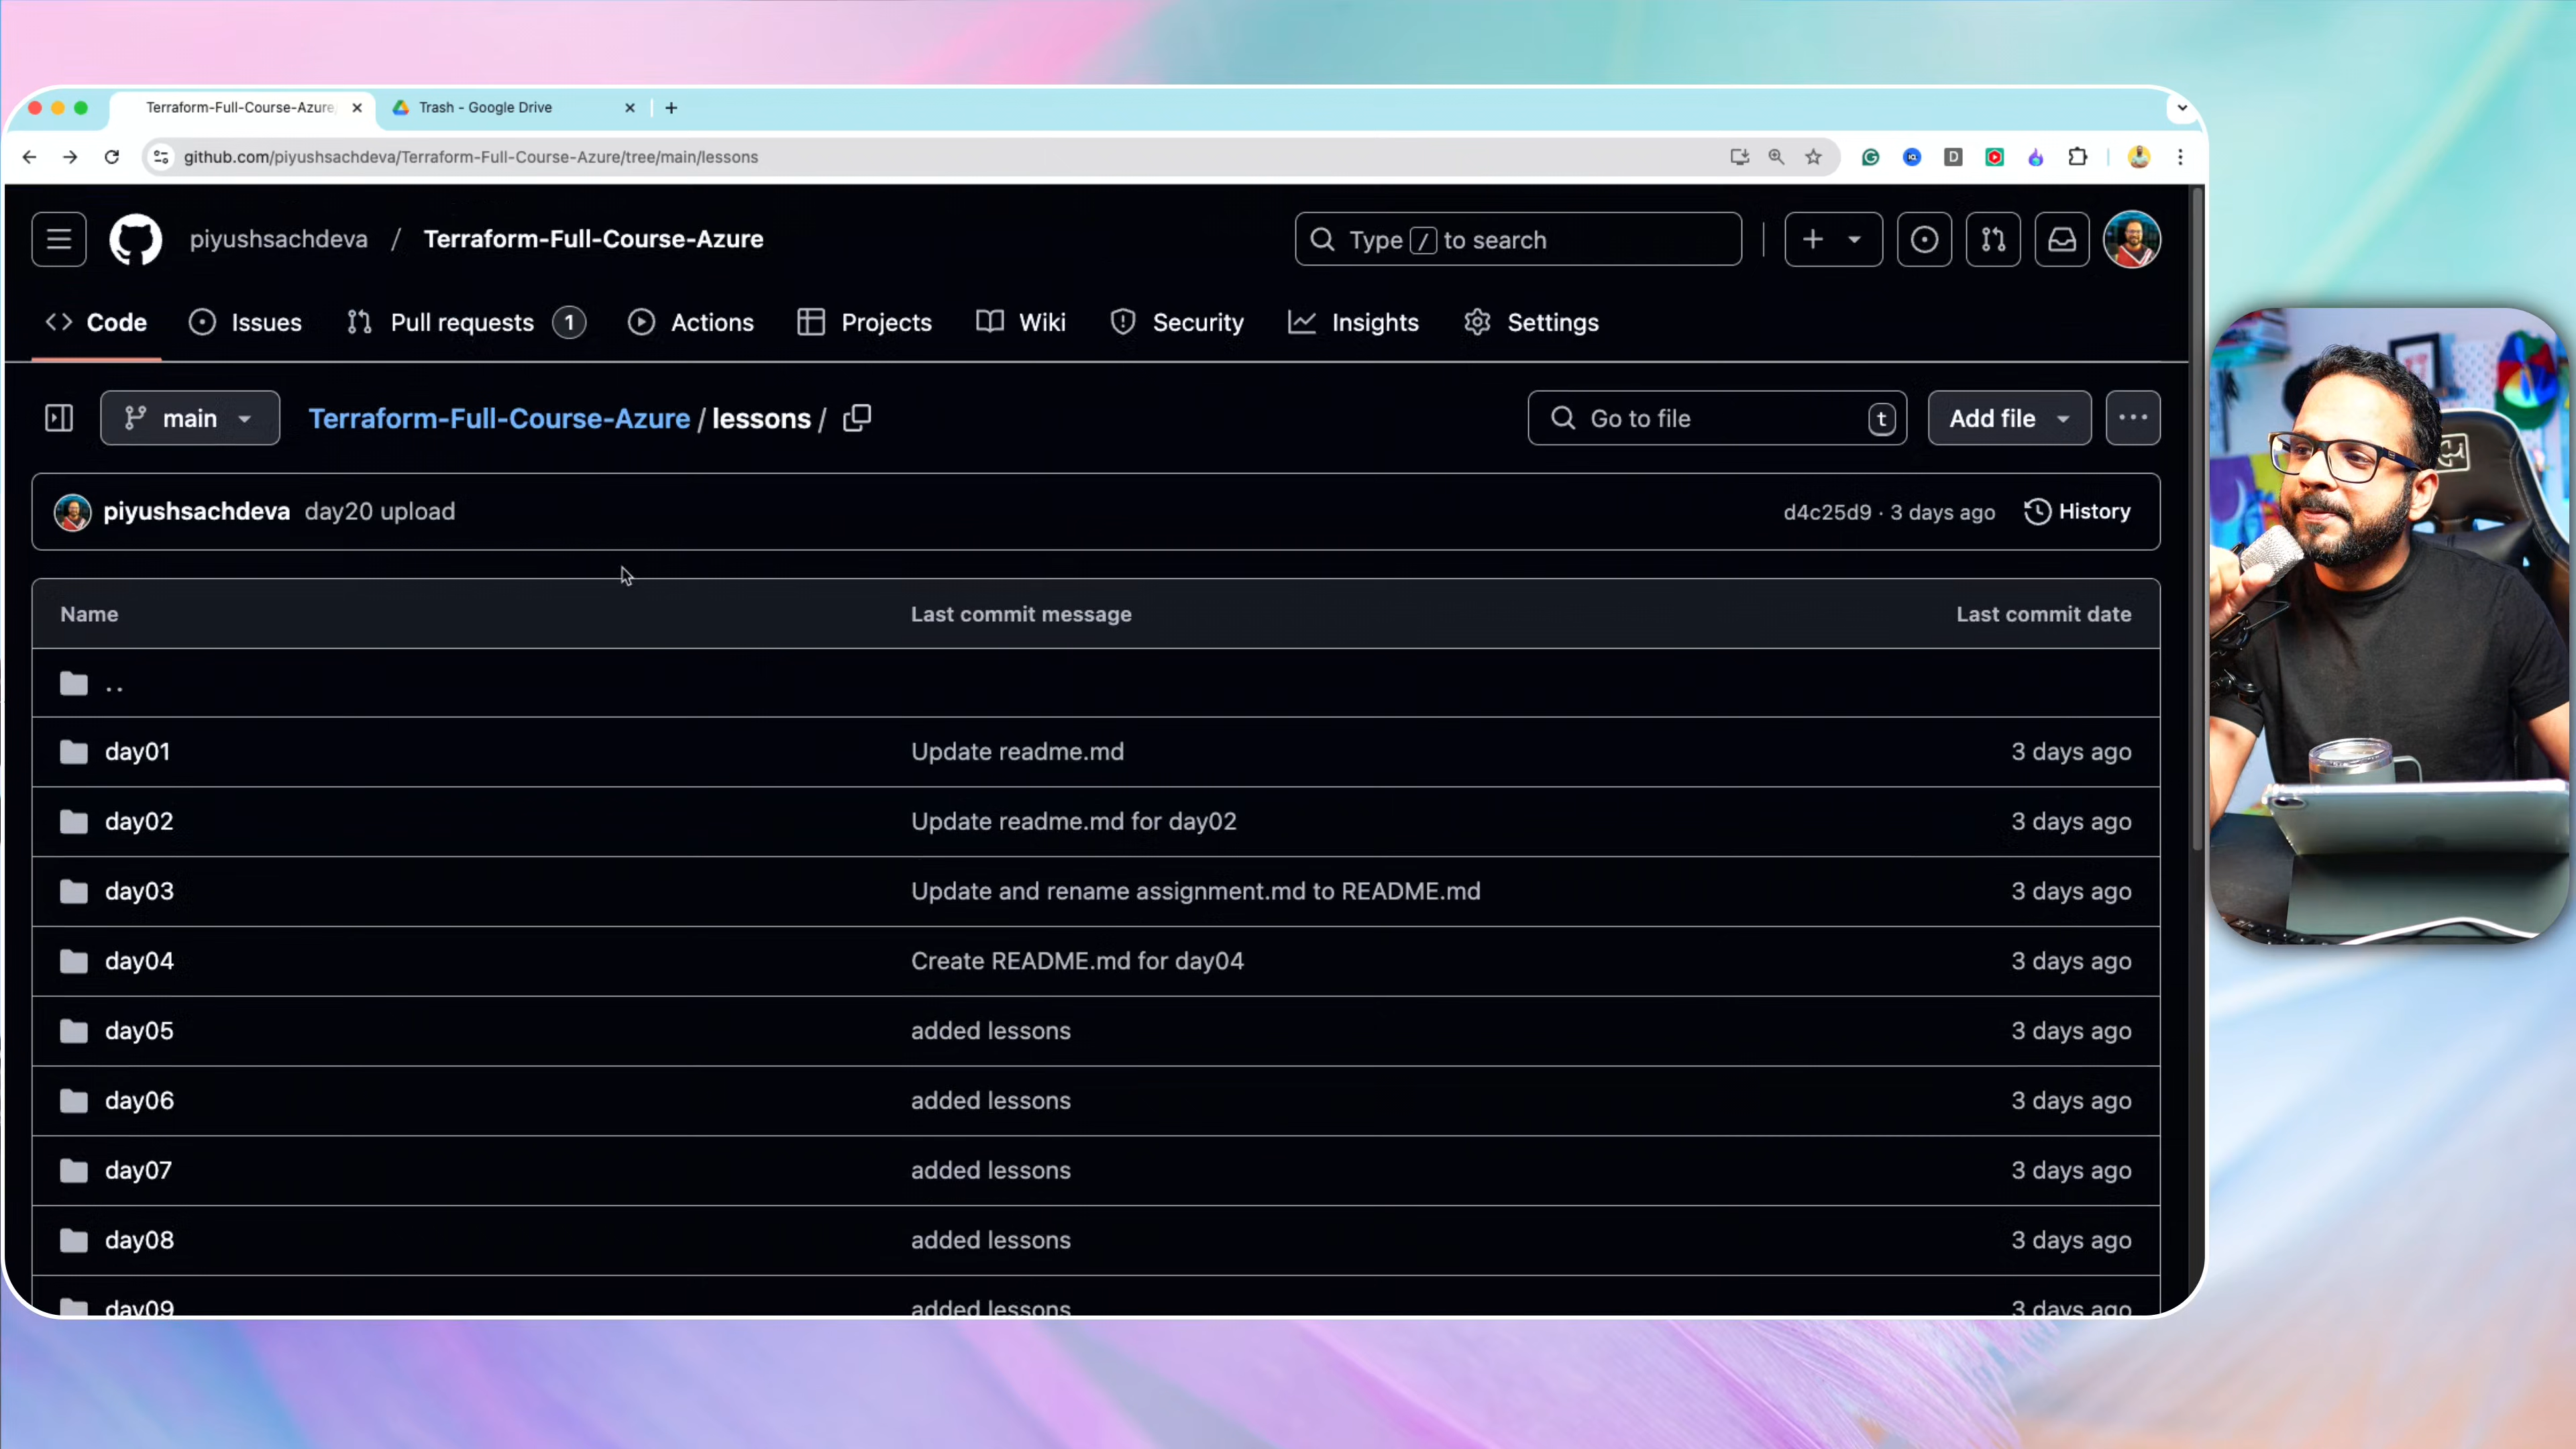 Terraform-Full-Course-Azure
Trash - Google Drive
github.com/piyushsachdeva/Terraform-Full-Course-Azure/tree/main/lessons
piyushsachdeva / Terraform-Full-Course-Azure
Type / to search
Code
Issues
Pull requests 1
Actions
Projects
Wiki
Security
Insights
Settings
main
Terraform-Full-Course-Azure / lessons /
Go to file t
Add file
piyushsachdeva day20 upload
d4c25d9 · 3 days ago
History
Name Last commit message Last commit date
..
day01 Update readme.md 3 days ago
day02 Update readme.md for day02 3 days ago
day03 Update and rename assignment.md to README.md 3 days ago
day04 Create README.md for day04 3 days ago
day05 added lessons 3 days ago
day06 added lessons 3 days ago
day07 added lessons 3 days ago
day08 added lessons 3 days ago
day09 added lessons 3 days ago